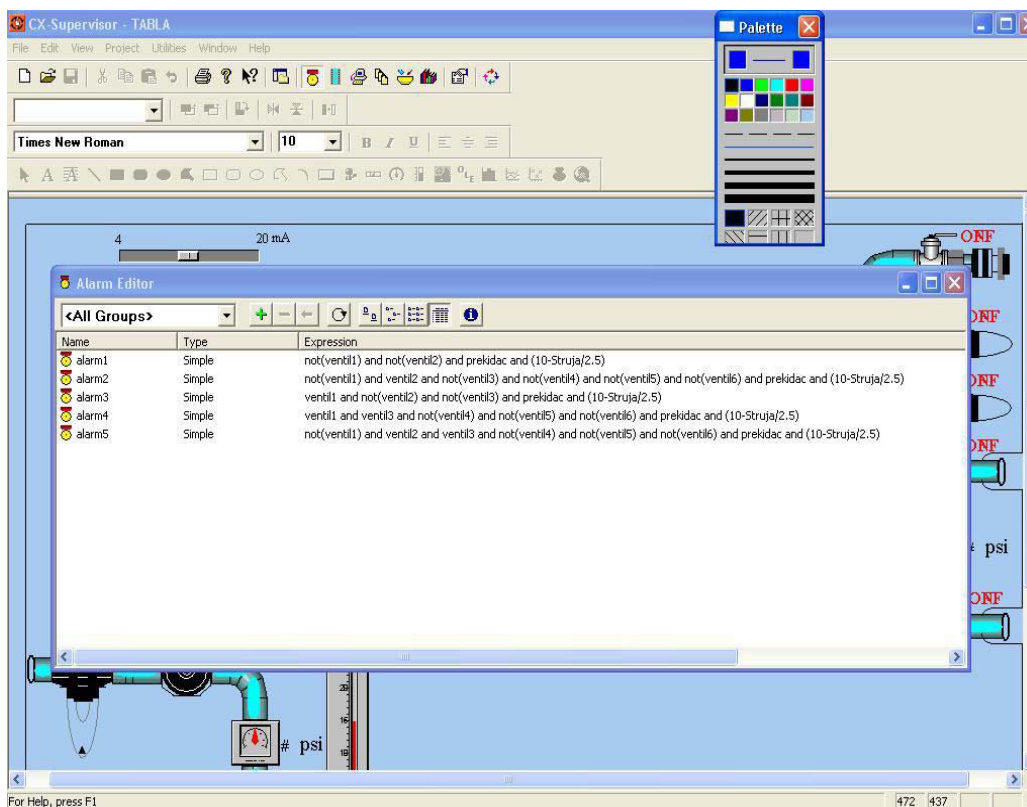 CX-Supervisor - TABLA
Palette
File Edit View Project Utilities Window Help
Times New Roman 10 B I U
A
4 20 mA
Alarm Editor
<All Groups>
Name Type Expression
alarm1 Simple not(ventil1) and not(ventil2) and prekidac and (10-Struja/2.5)
alarm2 Simple not(ventil1) and ventil2 and not(ventil3) and not(ventil4) and not(ventil5) and not(ventil6) and prekidac and (10-Struja/2.5)
alarm3 Simple ventil1 and not(ventil2) and not(ventil3) and prekidac and (10-Struja/2.5)
alarm4 Simple ventil1 and ventil3 and not(ventil4) and not(ventil5) and not(ventil6) and prekidac and (10-Struja/2.5)
alarm5 Simple not(ventil1) and ventil2 and ventil3 and not(ventil4) and not(ventil5) and not(ventil6) and prekidac and (10-Struja/2.5)
psi
16
# psi
For Help, press F1 472 437